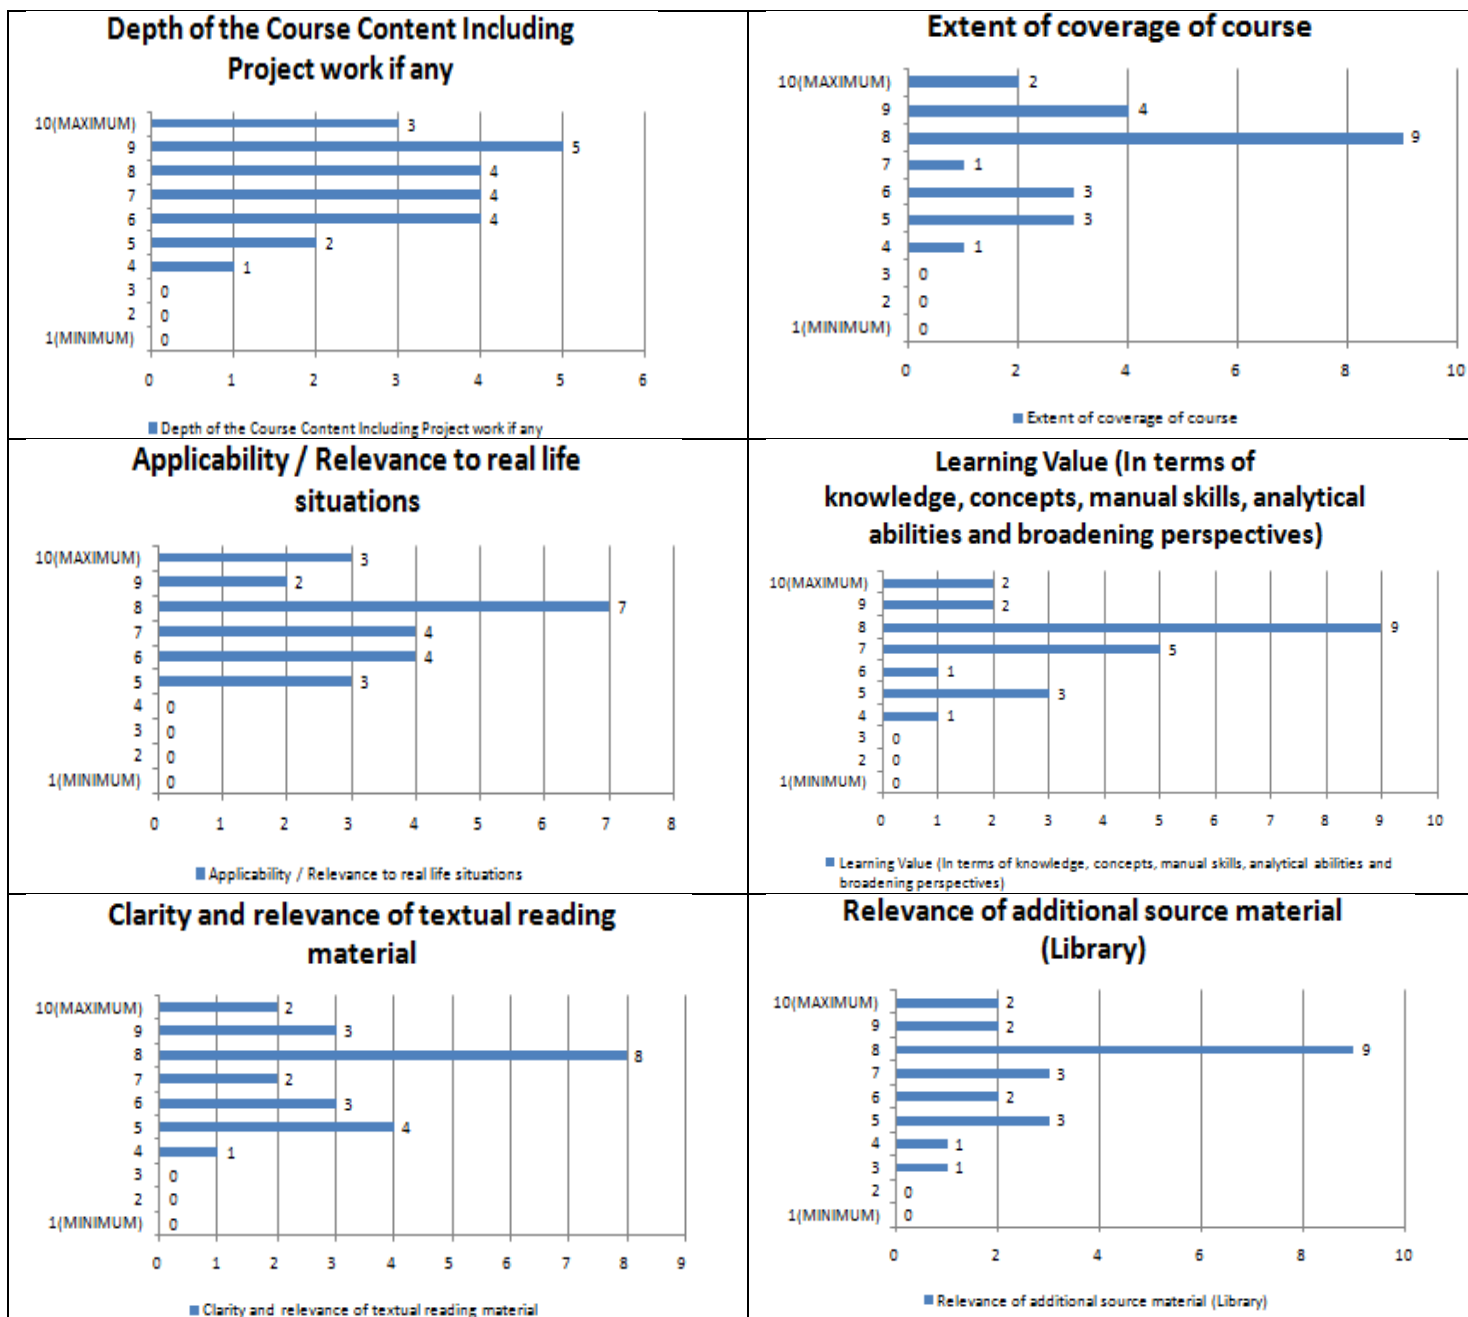 Depth of the Course Content Including
Project work if any
10(MAXIMUM) 3
9 5
8 4
7 4
6 4
5 2
4 1
3 0
2 0
1(MINIMUM) 0
0 1 2 3 4 5 6
Depth of the Course Content Including Project work if any
Extent of coverage of course
10(MAXIMUM) 2
9 4
8 9
7 1
6 3
5 3
4 1
3 0
2 0
1(MINIMUM) 0
0 2 4 6 8 10
Extent of coverage of course
Applicability / Relevance to real life
situations
10(MAXIMUM) 3
9 2
8 7
7 4
6 4
5 3
4 0
3 0
2 0
1(MINIMUM) 0
0 1 2 3 4 5 6 7 8
Applicability / Relevance to real life situations
Learning Value (In terms of
knowledge, concepts, manual skills, analytical
abilities and broadening perspectives)
10(MAXIMUM) 2
9 2
8 9
7 5
6 1
5 3
4 1
3 0
2 0
1(MINIMUM) 0
0 1 2 3 4 5 6 7 8 9 10
Learning Value (In terms of knowledge, concepts, manual skills, analytical abilities and
broadening perspectives)
Clarity and relevance of textual reading
material
10(MAXIMUM) 2
9 3
8 8
7 2
6 3
5 4
4 1
3 0
2 0
1(MINIMUM) 0
0 1 2 3 4 5 6 7 8 9
Clarity and relevance of textual reading material
Relevance of additional source material
(Library)
10(MAXIMUM) 2
9 2
8 9
7 3
6 2
5 3
4 1
3 1
2 0
1(MINIMUM) 0
0 2 4 6 8 10
Relevance of additional source material (Library)